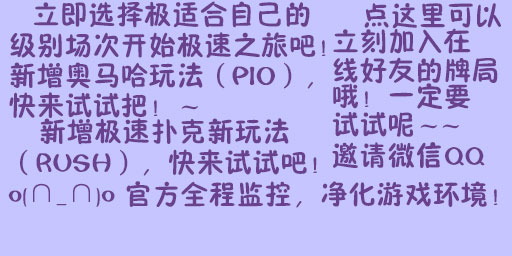 立即选择极适合自己的
级别场次开始极速之旅吧！
新增奥马哈玩法（PIO），
快来试试把！~
新增极速扑克新玩法
（RUSH），快来试试吧！
点这里可以
立刻加入在
线好友的牌局
哦！一定要
试试呢~~
邀请微信QQ
o(∩_∩)o 官方全程监控，净化游戏环境！